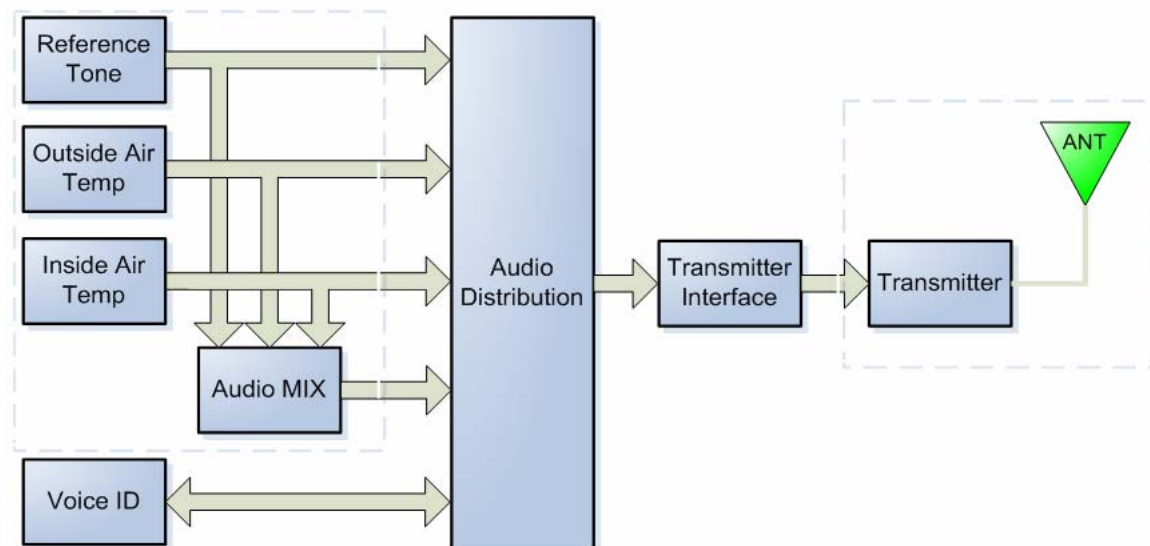 Reference
Tone
Outside Air
Temp
Inside Air
Temp
Audio MIX
Voice ID
Audio
Distribution
Transmitter
Interface
Transmitter
ANT